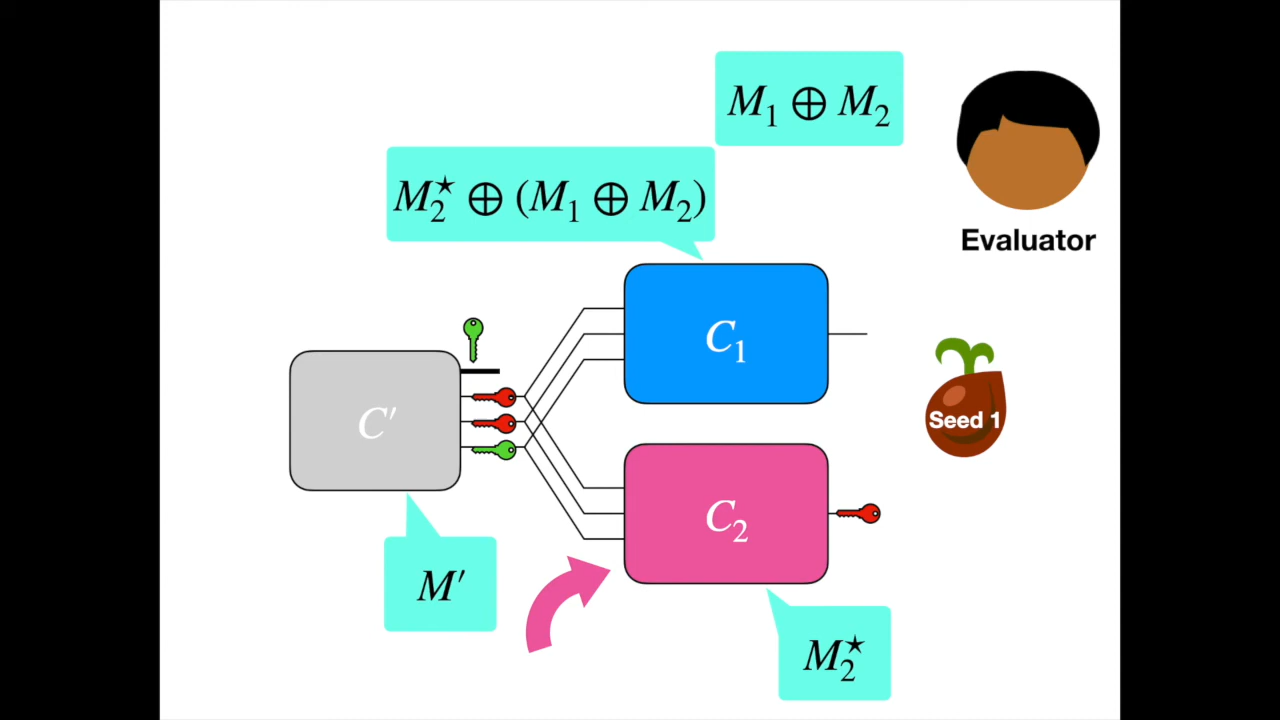 M₁ ⊕ M₂
M₂★ ⊕ (M₁ ⊕ M₂)
Evaluator
C₁
C′
Seed 1
C₂
M′
M₂★